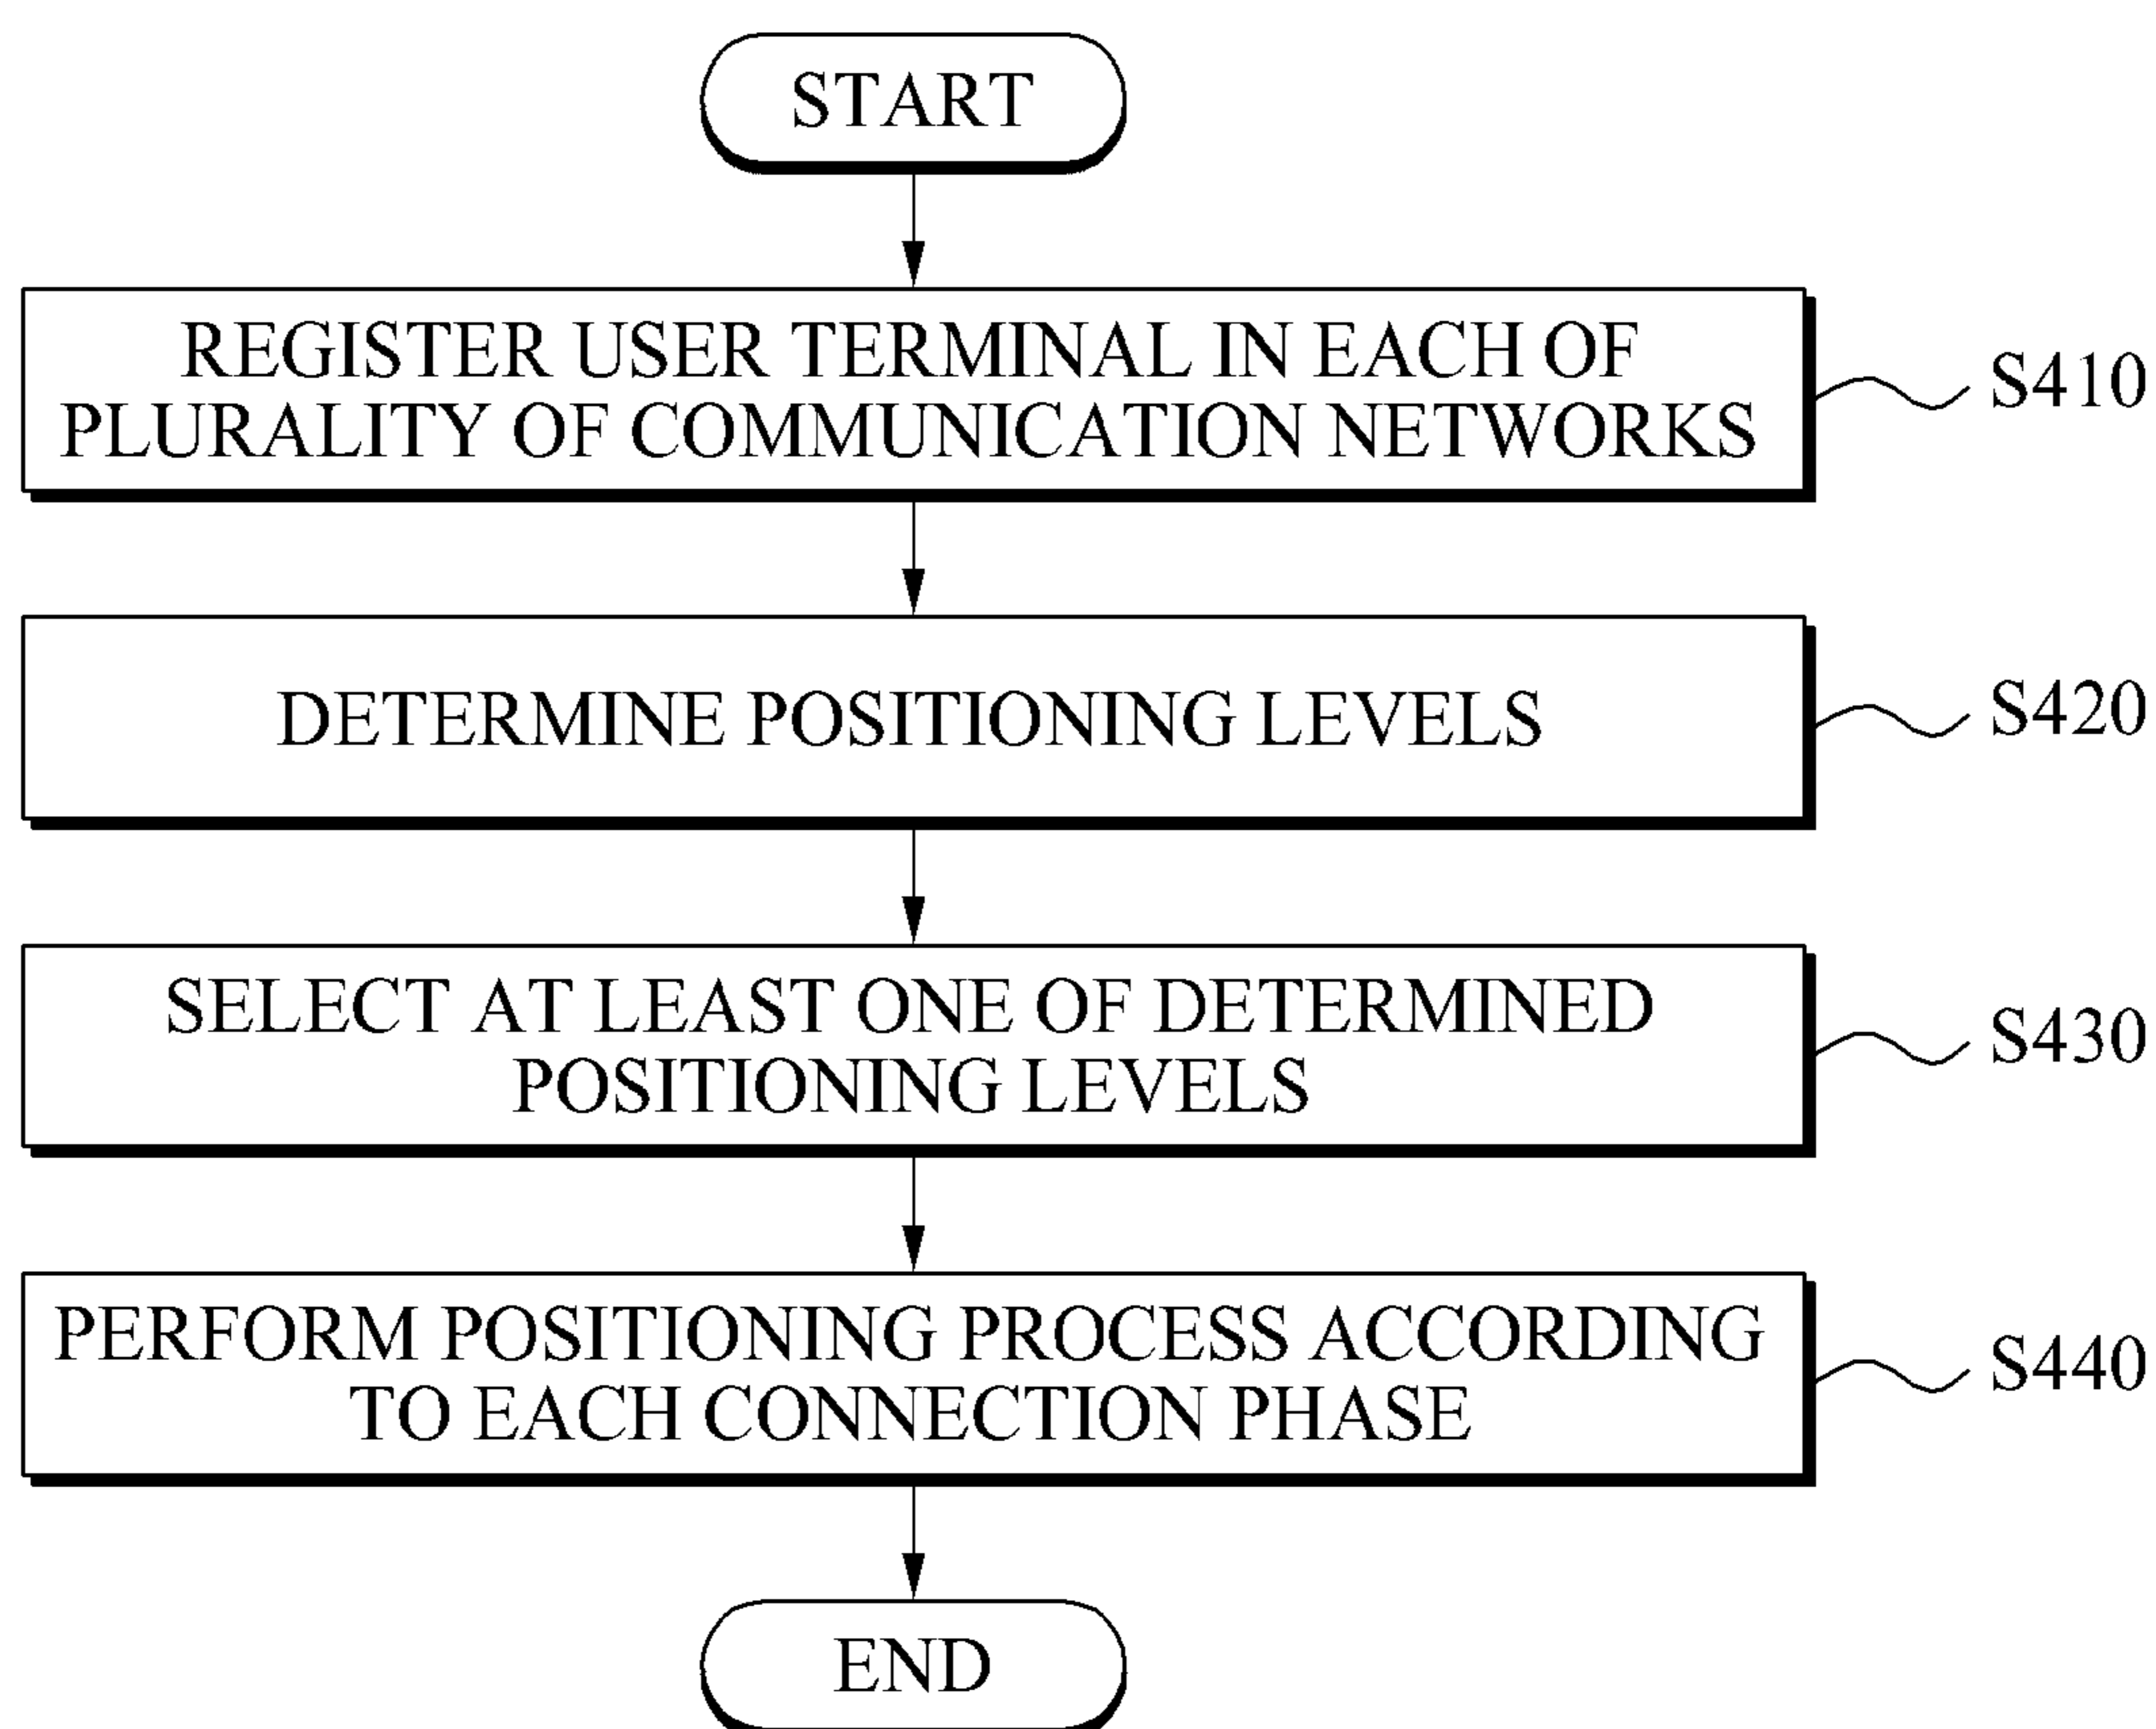 START
REGISTER USER TERMINAL IN EACH OF
PLURALITY OF COMMUNICATION NETWORKS
S410
DETERMINE POSITIONING LEVELS
S420
SELECT AT LEAST ONE OF DETERMINED
POSITIONING LEVELS
S430
PERFORM POSITIONING PROCESS ACCORDING
TO EACH CONNECTION PHASE
S440
END